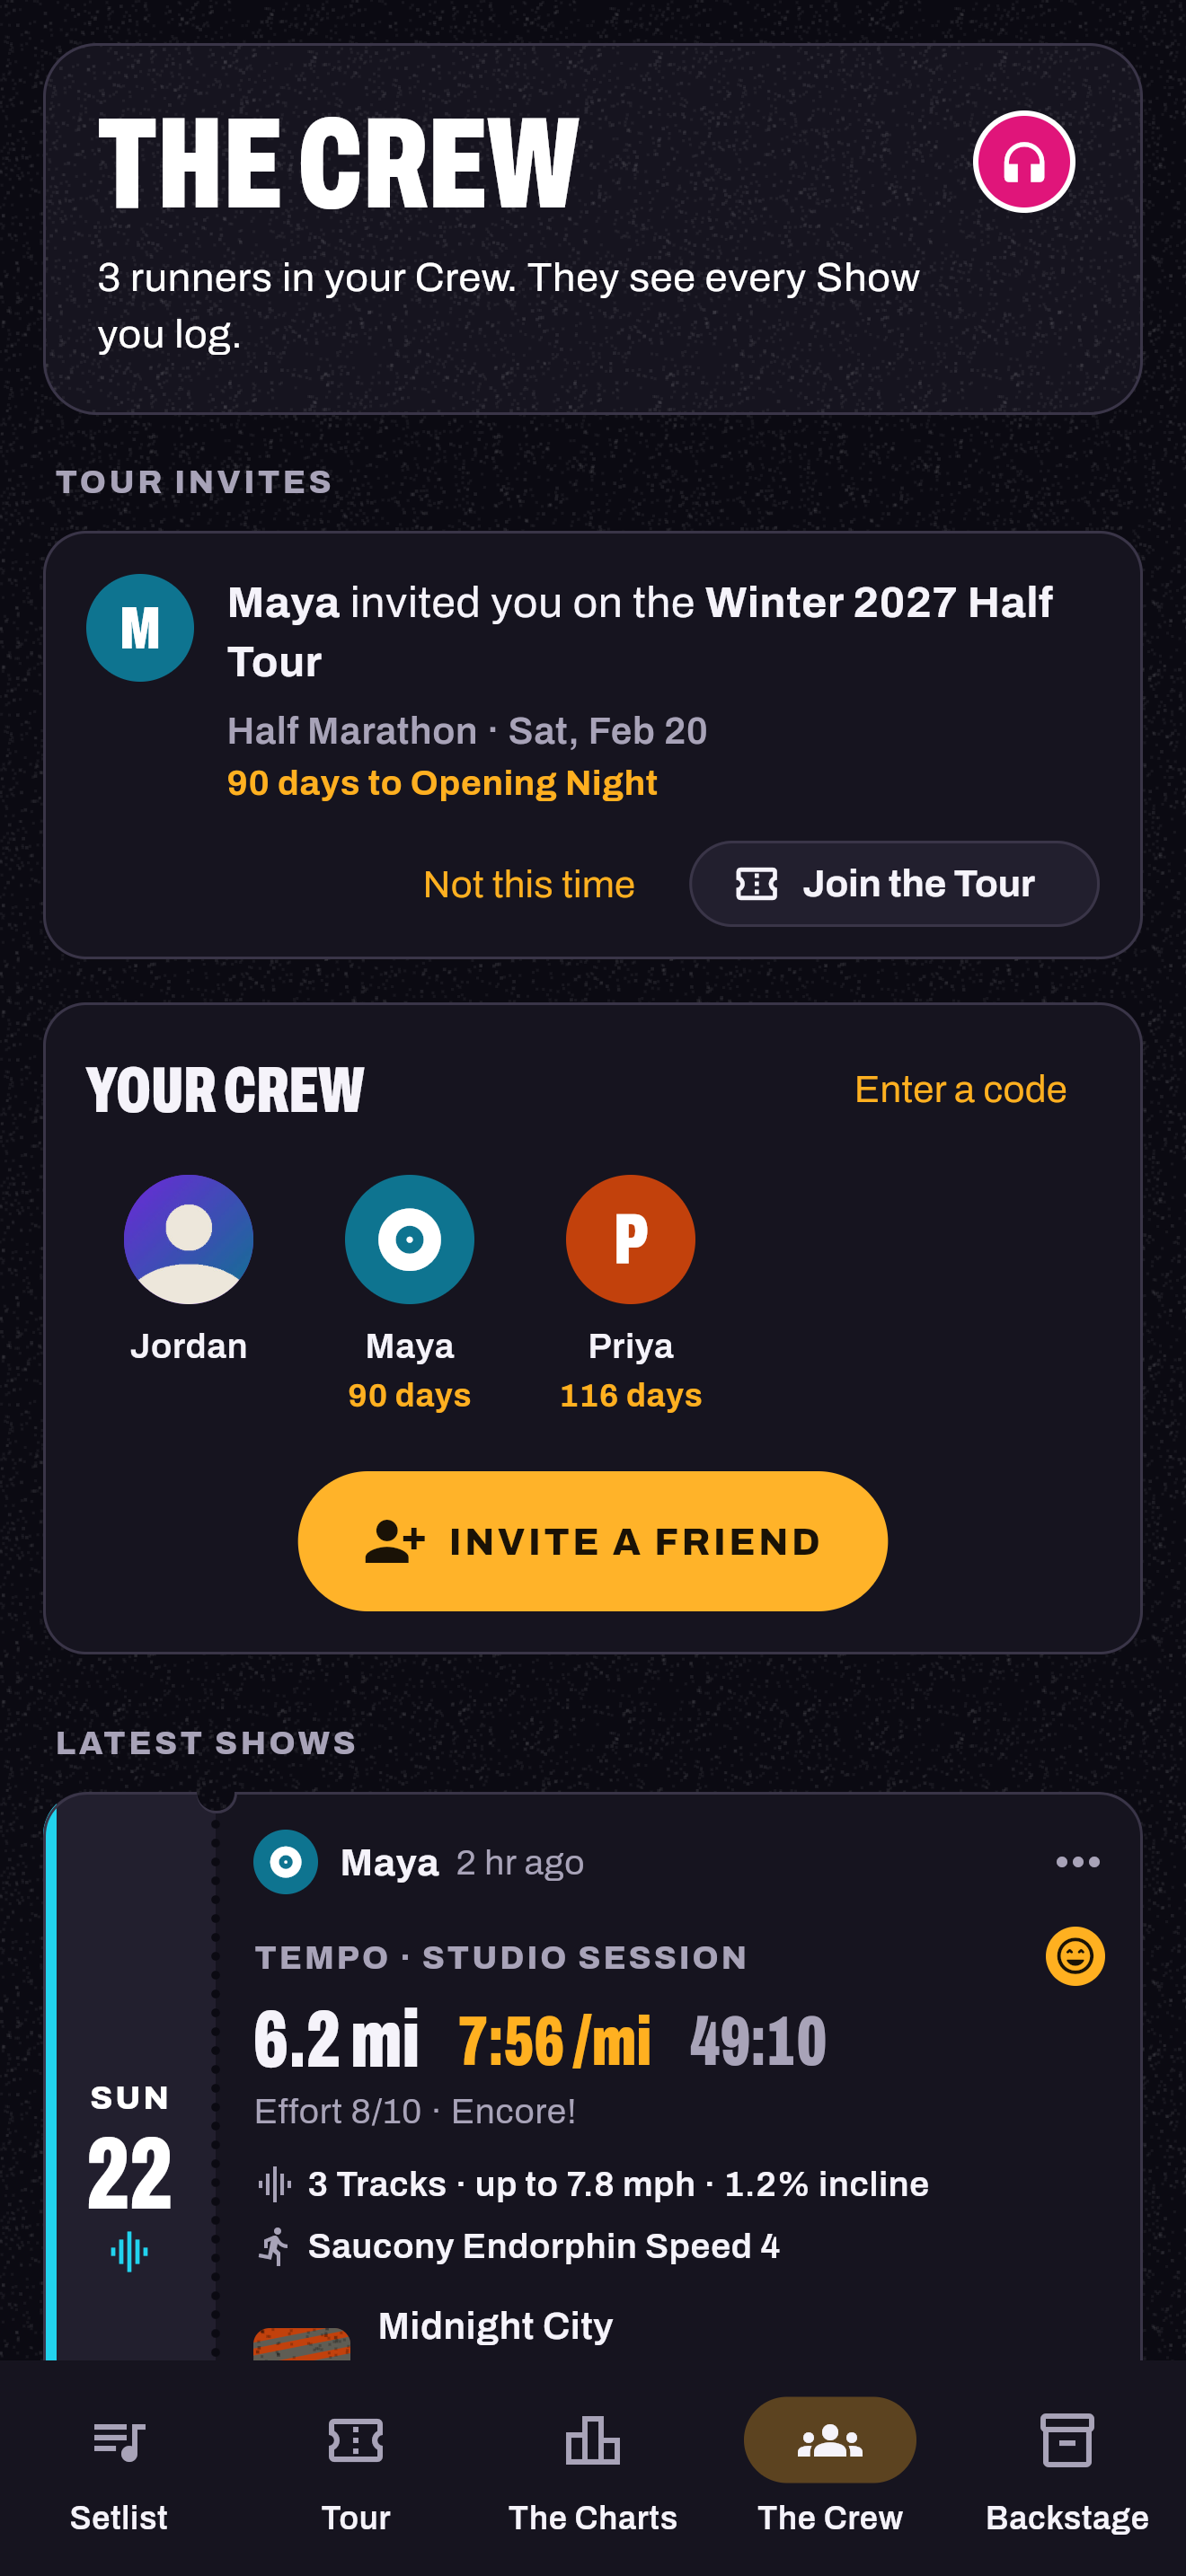 THE CREW
3 runners in your Crew. They see every Show
you log.
TOUR INVITES
M
Maya invited you on the Winter 2027 Half
Tour
Half Marathon · Sat, Feb 20
90 days to Opening Night
Not this time
Join the Tour
YOUR CREW
Enter a code
P
Jordan
Maya
Priya
90 days
116 days
INVITE A FRIEND
LATEST SHOWS
Maya 2 hr ago
TEMPO · STUDIO SESSION
6.2 mi 7:56 /mi 49:10
Effort 8/10 · Encore!
SUN
22
3 Tracks · up to 7.8 mph · 1.2% incline
Saucony Endorphin Speed 4
Midnight City
Setlist
Tour
The Charts
The Crew
Backstage